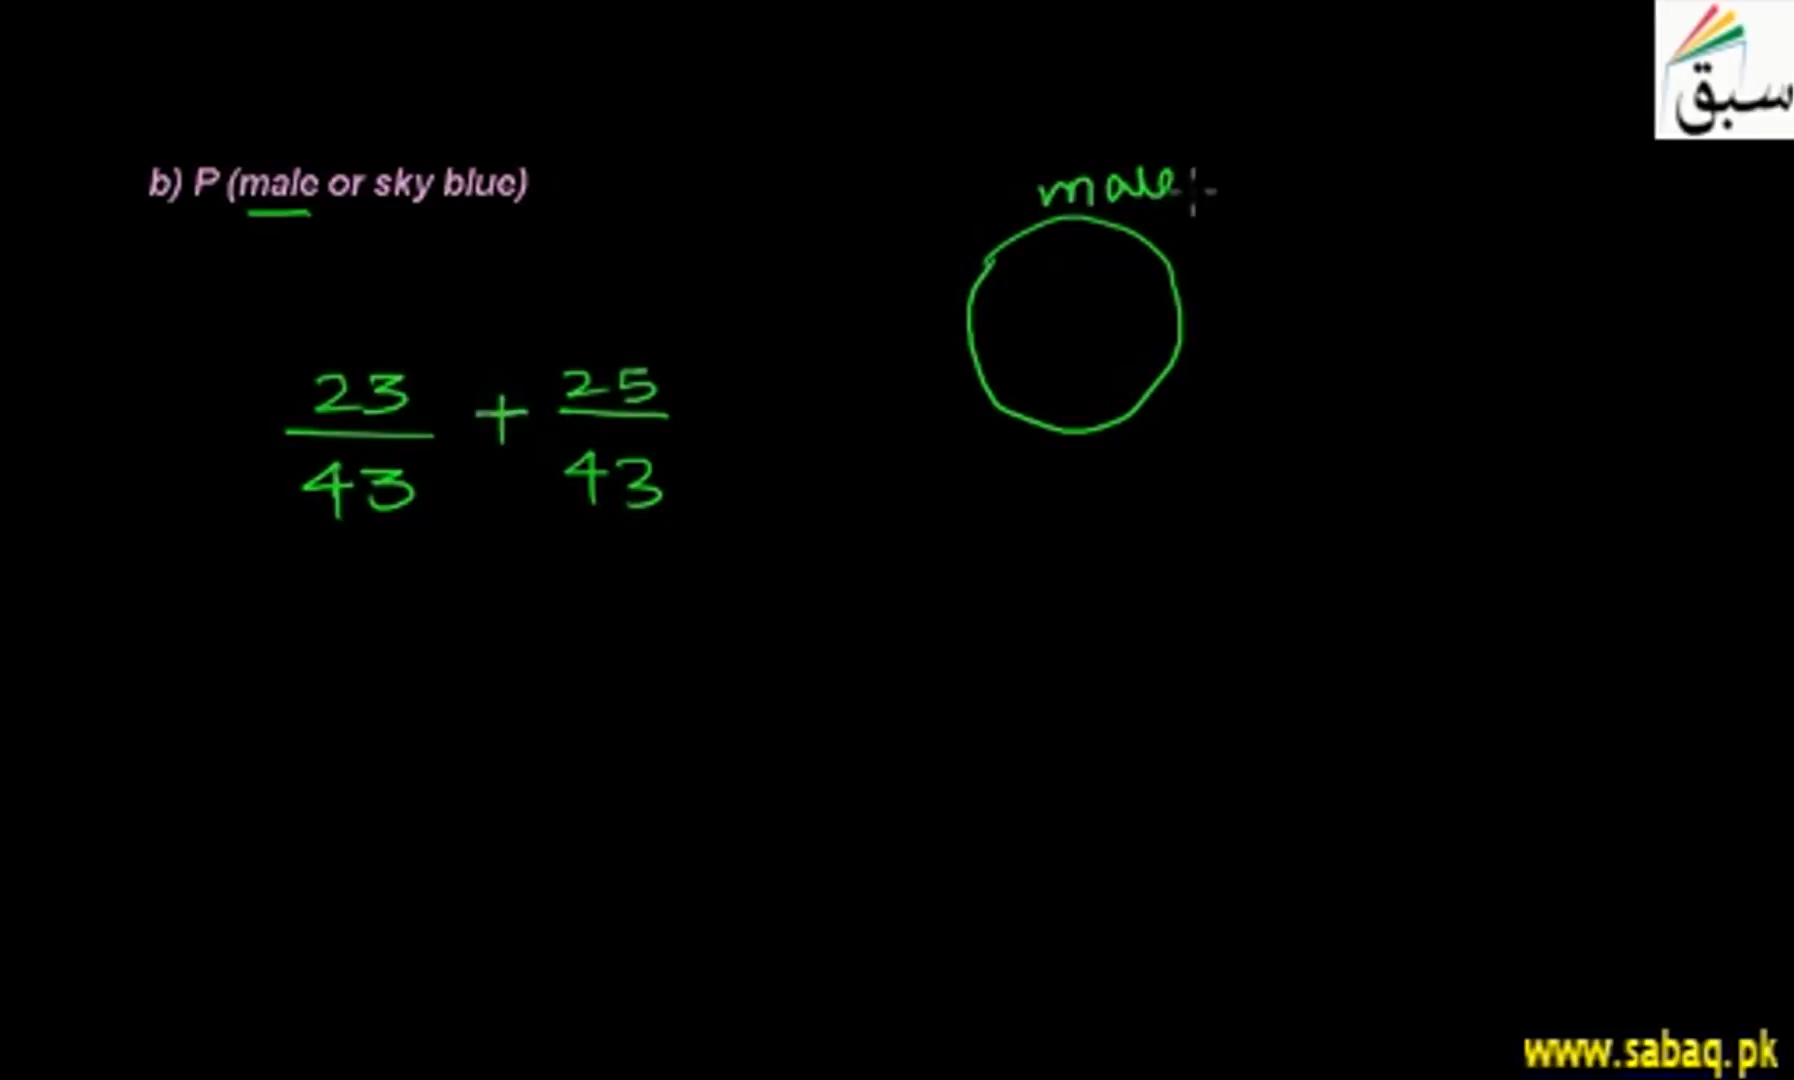 سبق
b) P (male or sky blue)
male
23/43 + 25/43
www.sabaq.pk